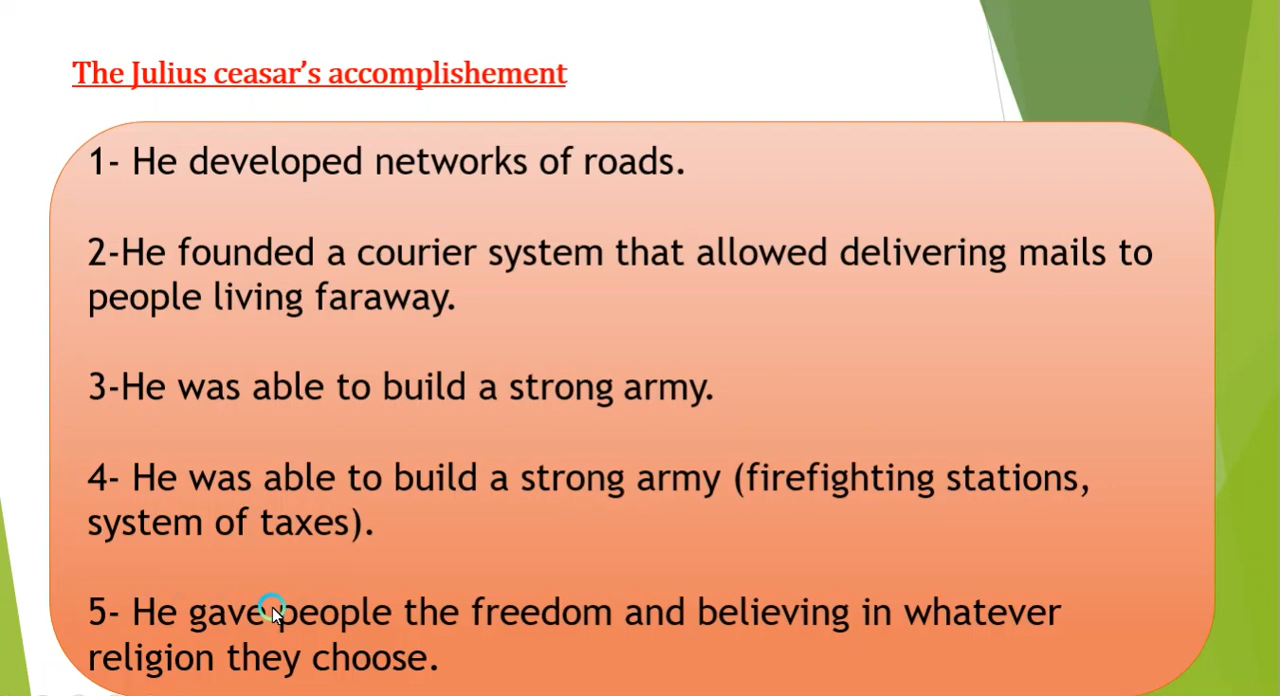 The Julius ceasar's accomplishement
1- He developed networks of roads.
2-He founded a courier system that allowed delivering mails to
people living faraway.
3-He was able to build a strong army.
4- He was able to build a strong army (firefighting stations,
system of taxes).
5- He gave people the freedom and believing in whatever
religion they choose.